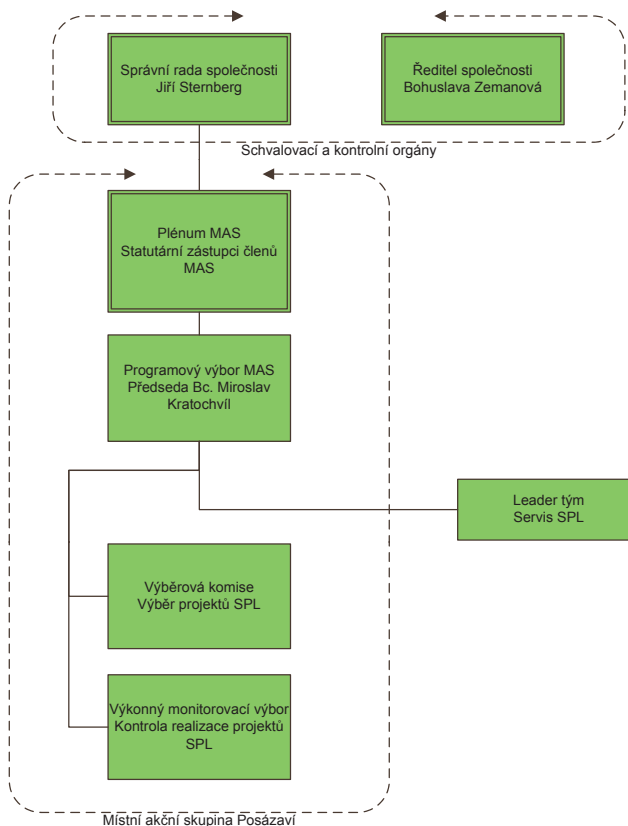 Správní rada společnosti
Jiří Sternberg
Ředitel společnosti
Bohuslava Zemanová
Schvalovací a kontrolní orgány
Plénum MAS
Statutární zástupci členů
MAS
Programový výbor MAS
Předseda Bc. Miroslav
Kratochvíl
Leader tým
Servis SPL
Výběrová komise
Výběr projektů SPL
Výkonný monitorovací výbor
Kontrola realizace projektů
SPL
Místní akční skupina Posázaví